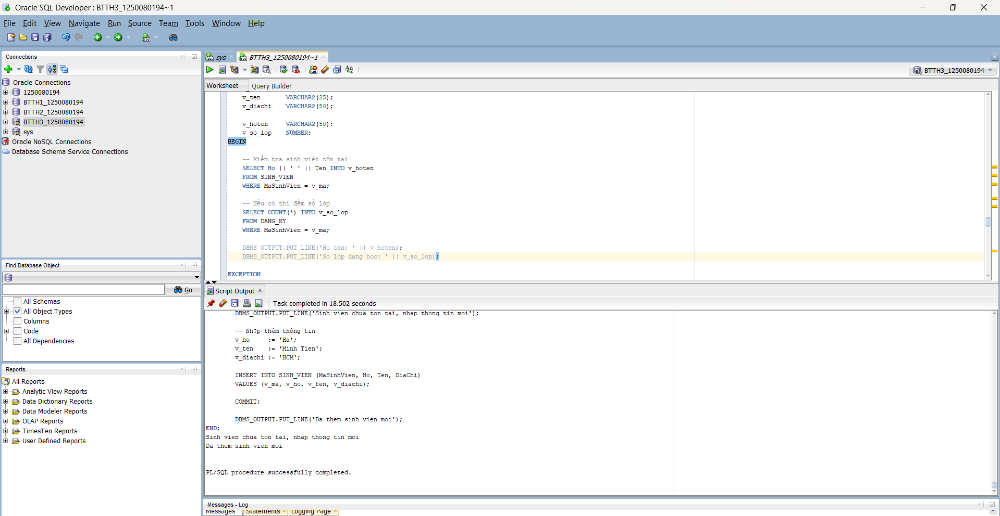 Oracle SQL Developer : BTTH3_1250080194~1
File Edit View Navigate Run Source Team Tools Window Help
Connections
Oracle Connections
1250080194
BTTH1_1250080194
BTTH2_1250080194
BTTH3_1250080194
sys
Oracle NoSQL Connections
Database Schema Service Connections
Find Database Object
Go
All Schemas
All Object Types
Columns
Code
All Dependencies
Reports
All Reports
Analytic View Reports
Data Dictionary Reports
Data Modeler Reports
OLAP Reports
TimesTen Reports
User Defined Reports
sys
BTTH3_1250080194~1
BTTH3_1250080194
Worksheet Query Builder
v_ten VARCHAR2(25);
v_diachi VARCHAR2(50);
v_hoten VARCHAR2(50);
v_so_lop NUMBER;
BEGIN
-- Kiểm tra sinh viên tồn tại
SELECT Ho || ' ' || Ten INTO v_hoten
FROM SINH_VIEN
WHERE MaSinhVien = v_ma;
-- Nếu có thì đếm số lớp
SELECT COUNT(*) INTO v_so_lop
FROM DANG_KY
WHERE MaSinhVien = v_ma;
DBMS_OUTPUT.PUT_LINE('Ho ten: ' || v_hoten);
DBMS_OUTPUT.PUT_LINE('So lop dang hoc: ' || v_so_lop);
EXCEPTION
Script Output
Task completed in 18.502 seconds
DBMS_OUTPUT.PUT_LINE('Sinh vien chua ton tai, nhap thong tin moi');
-- Nh?p thêm thông tin
v_ho := 'Ha';
v_ten := 'Minh Tien';
v_diachi := 'HCM';
INSERT INTO SINH_VIEN (MaSinhVien, Ho, Ten, DiaChi)
VALUES (v_ma, v_ho, v_ten, v_diachi);
COMMIT;
DBMS_OUTPUT.PUT_LINE('Da them sinh vien moi');
END;
Sinh vien chua ton tai, nhap thong tin moi
Da them sinh vien moi
PL/SQL procedure successfully completed.
Messages - Log
Messages Statements Logging Page